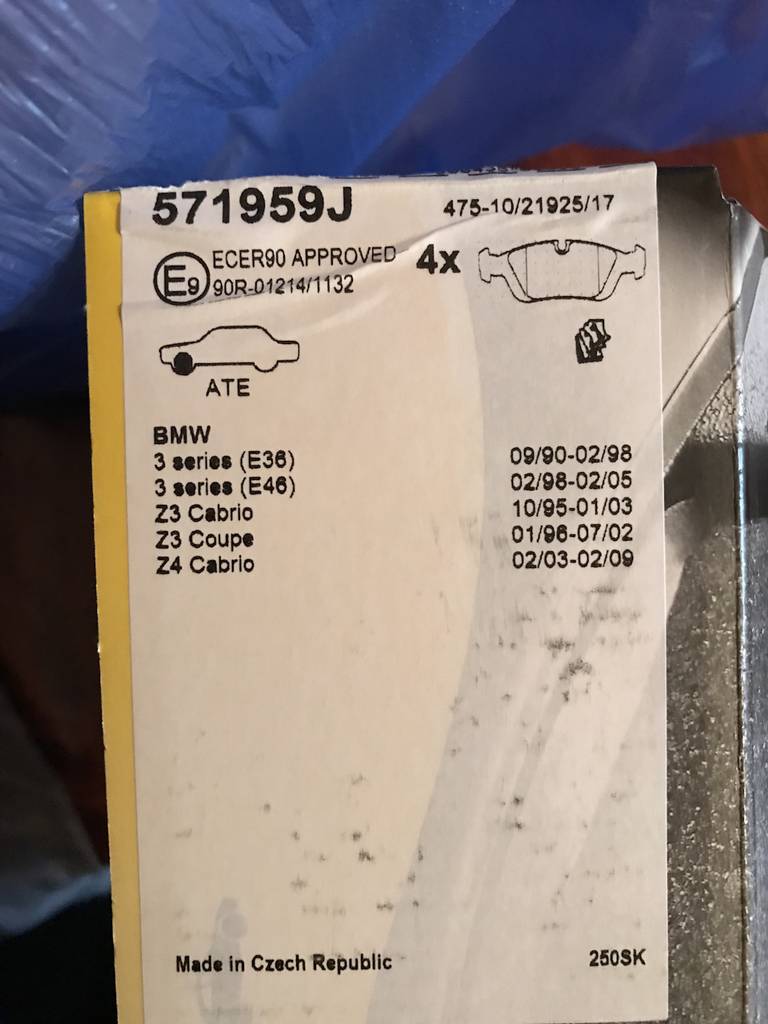 571959J 475-10/21925/17
E9 ECER90 APPROVED 4x
90R-01214/1132
ATE
BMW
3 series (E36) 09/90-02/98
3 series (E46) 02/98-02/05
Z3 Cabrio 10/95-01/03
Z3 Coupe 01/96-07/02
Z4 Cabrio 02/03-02/09
Made in Czech Republic 250SK